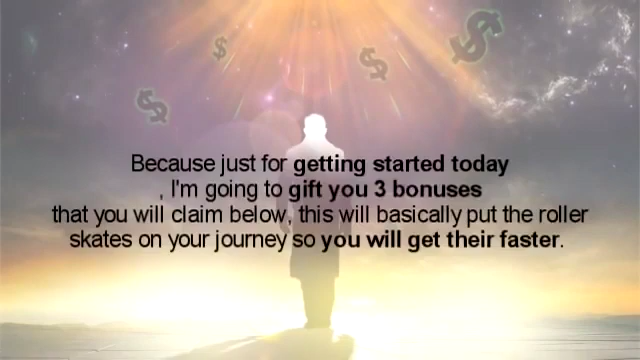 Because just for getting started today
, I'm going to gift you 3 bonuses
that you will claim below, this will basically put the roller
skates on your journey so you will get their faster.